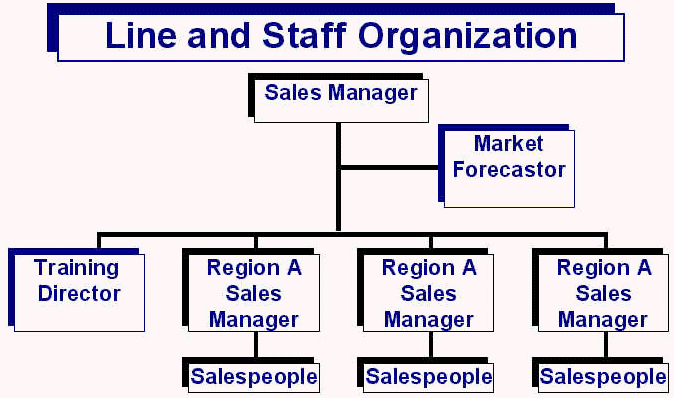 Line and Staff Organization
Sales Manager
Market
Forecastor
Training
Director
Region A
Sales
Manager
Region A
Sales
Manager
Region A
Sales
Manager
Salespeople
Salespeople
Salespeople